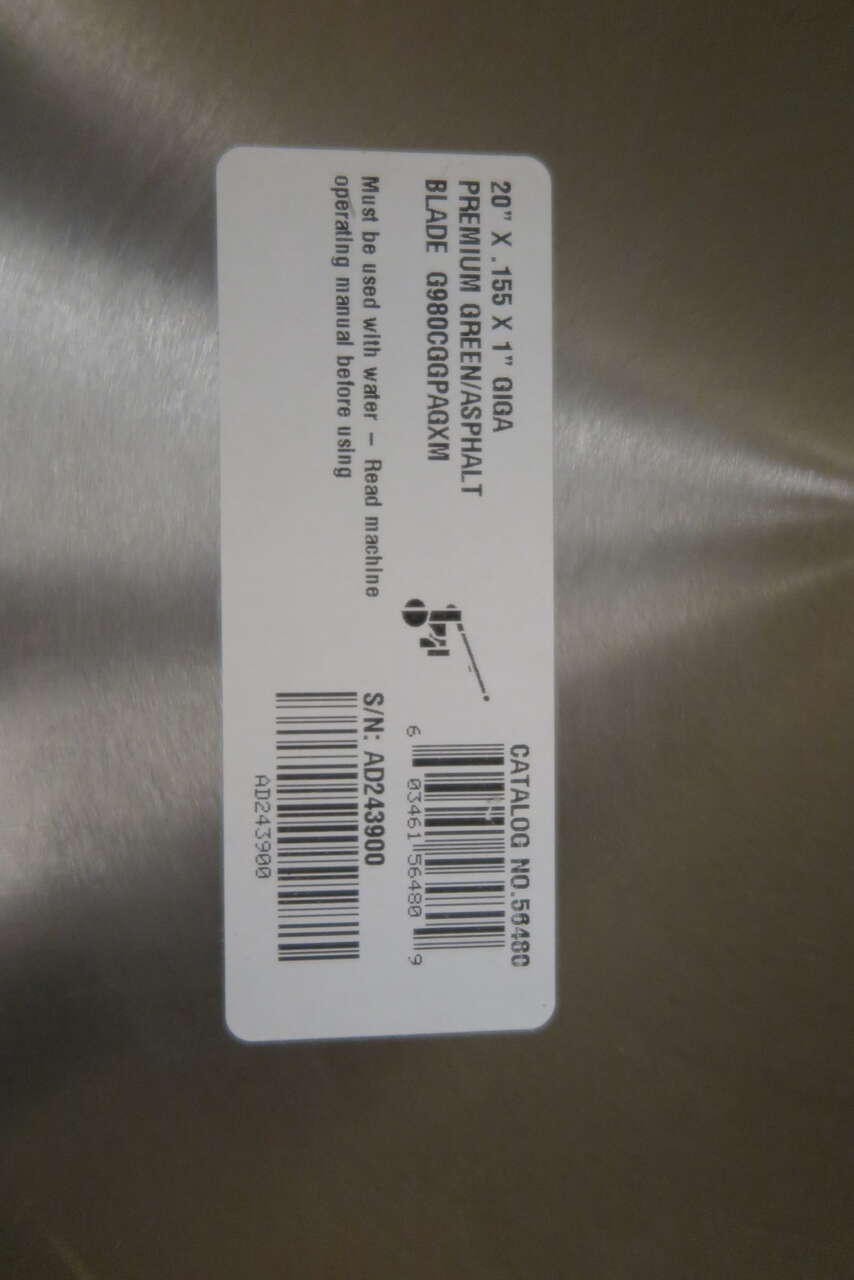 20" X .155 X 1" GIGA
PREMIUM GREEN/ASPHALT
BLADE G980CGGPAGXM
Must be used with water – Read machine
operating manual before using
CATALOG NO.56480
6 03461 56480 9
S/N: AD243900
AD243900